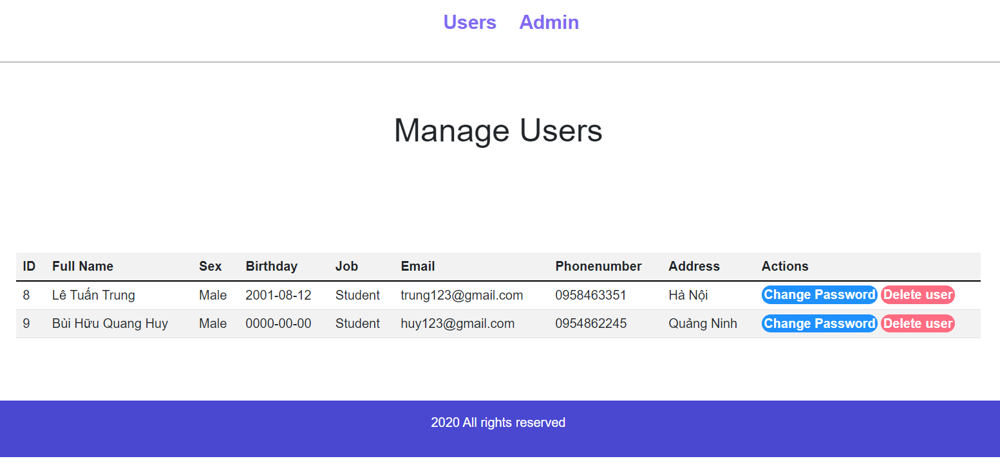 Users Admin
Manage Users
ID Full Name Sex Birthday Job Email Phonenumber Address Actions
8 Lê Tuấn Trung Male 2001-08-12 Student trung123@gmail.com 0958463351 Hà Nội Change Password Delete user
9 Bùi Hữu Quang Huy Male 0000-00-00 Student huy123@gmail.com 0954862245 Quảng Ninh Change Password Delete user
2020 All rights reserved